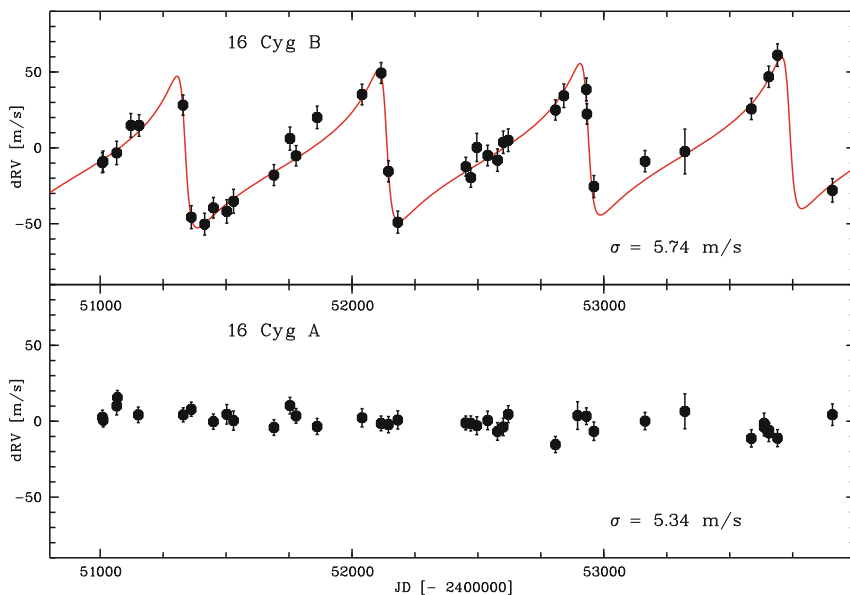 16 Cyg B
50
0
−50
dRV [m/s]
σ = 5.74 m/s
51000 52000 53000
16 Cyg A
50
0
−50
dRV [m/s]
σ = 5.34 m/s
51000 52000 53000
JD [− 2400000]